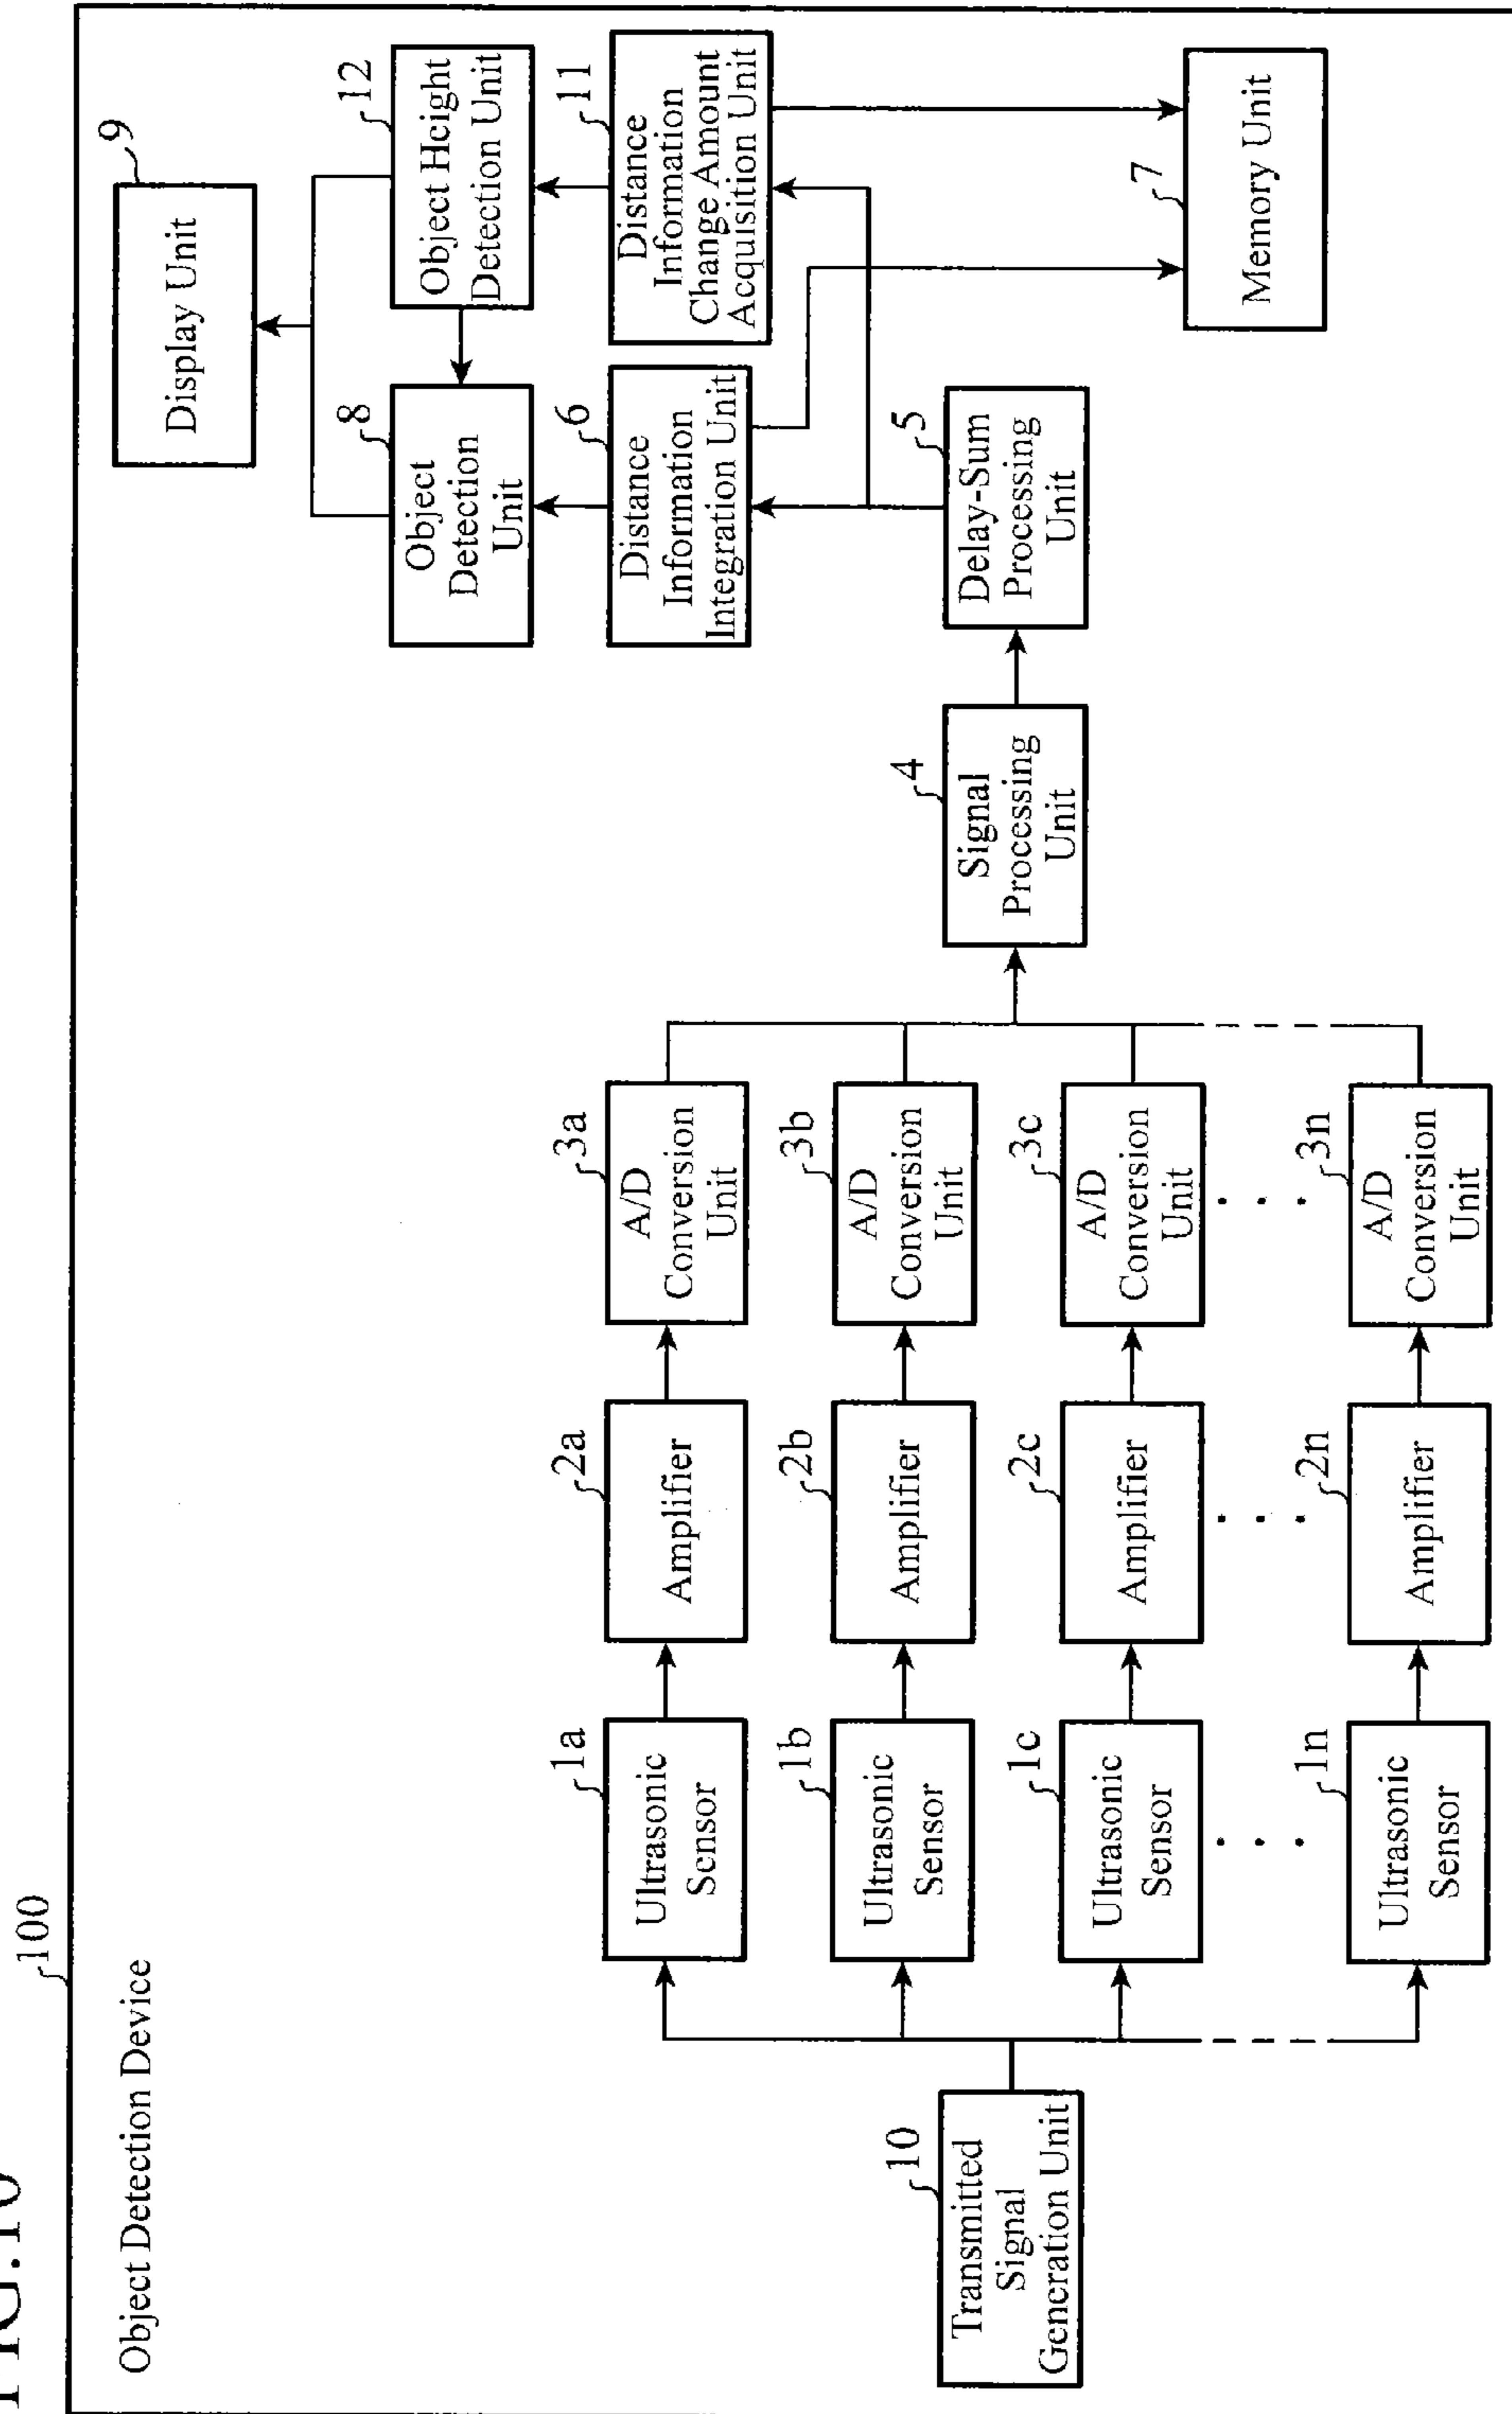 FIG.10
100
Object Detection Device
10
Transmitted
Signal
Generation Unit
1a
Ultrasonic
Sensor
2a
Amplifier
3a
A/D
Conversion
Unit
1b
Ultrasonic
Sensor
2b
Amplifier
3b
A/D
Conversion
Unit
1c
Ultrasonic
Sensor
2c
Amplifier
3c
A/D
Conversion
Unit
. . .
. . .
. . .
1n
Ultrasonic
Sensor
2n
Amplifier
3n
A/D
Conversion
Unit
4
Signal
Processing
Unit
5
Delay-Sum
Processing
Unit
6
Distance
Information
Integration Unit
8
Object
Detection
Unit
9
Display Unit
12
Object Height
Detection Unit
11
Distance
Information
Change Amount
Acquisition Unit
7
Memory Unit